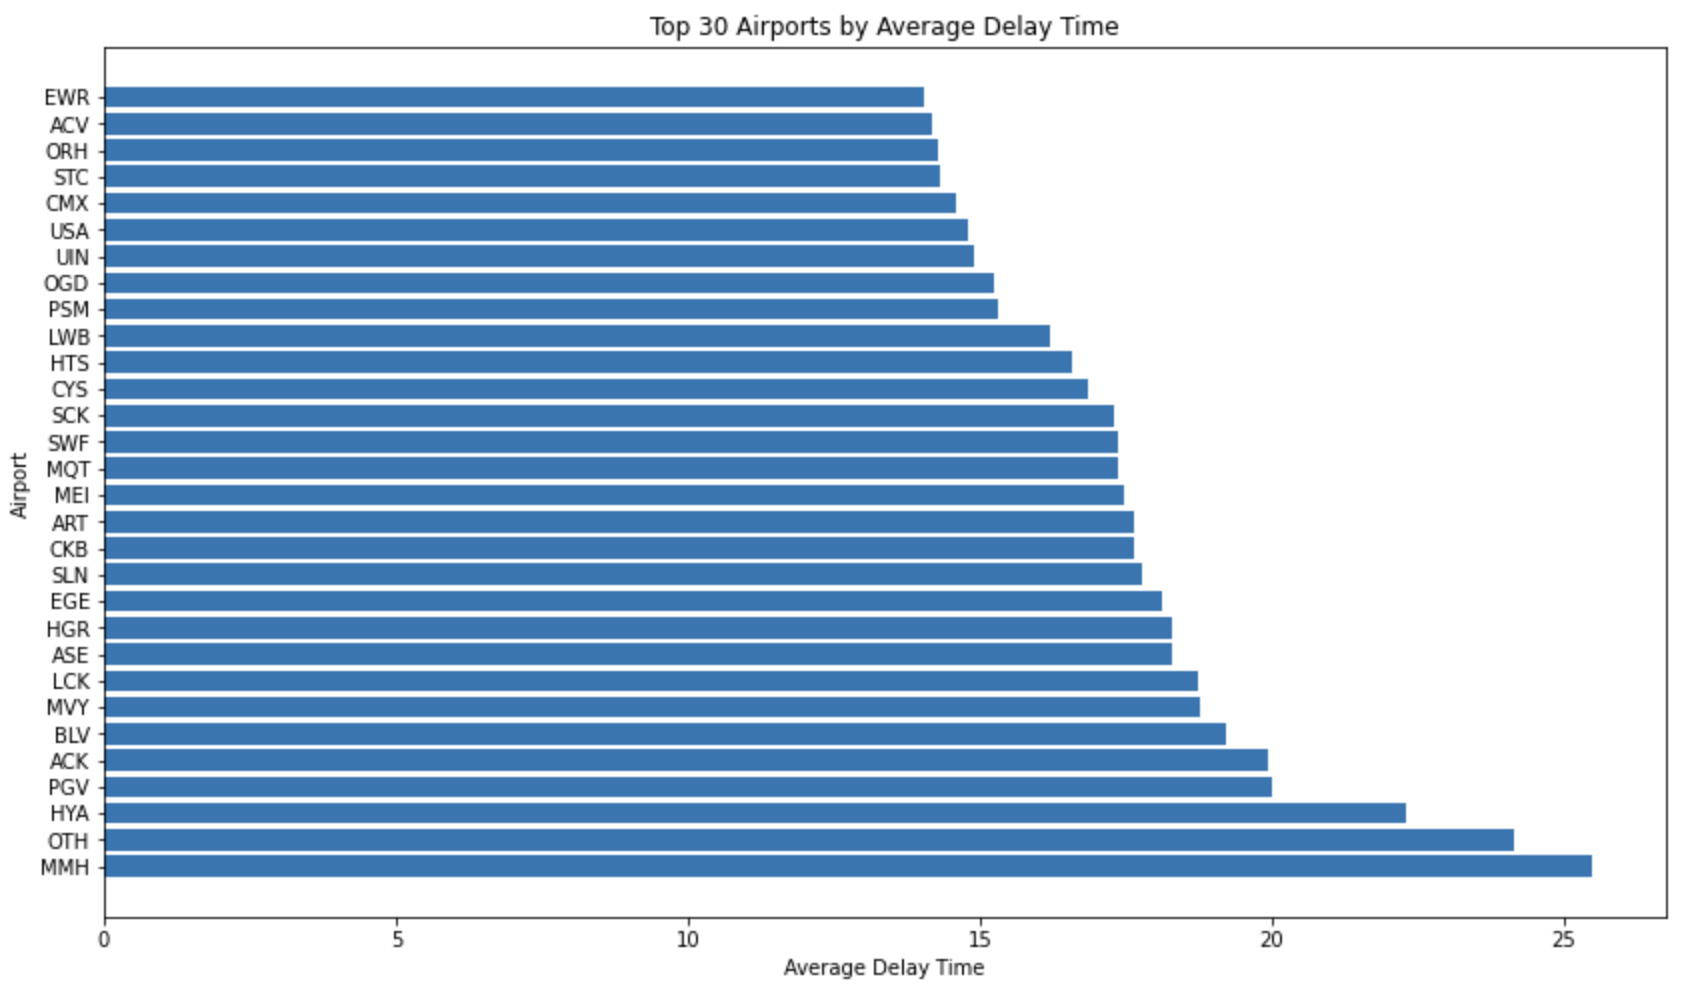 Top 30 Airports by Average Delay Time
Airport
EWR
ACV
ORH
STC
CMX
USA
UIN
OGD
PSM
LWB
HTS
CYS
SCK
SWF
MQT
MEI
ART
CKB
SLN
EGE
HGR
ASE
LCK
MVY
BLV
ACK
PGV
HYA
OTH
MMH
0 5 10 15 20 25
Average Delay Time